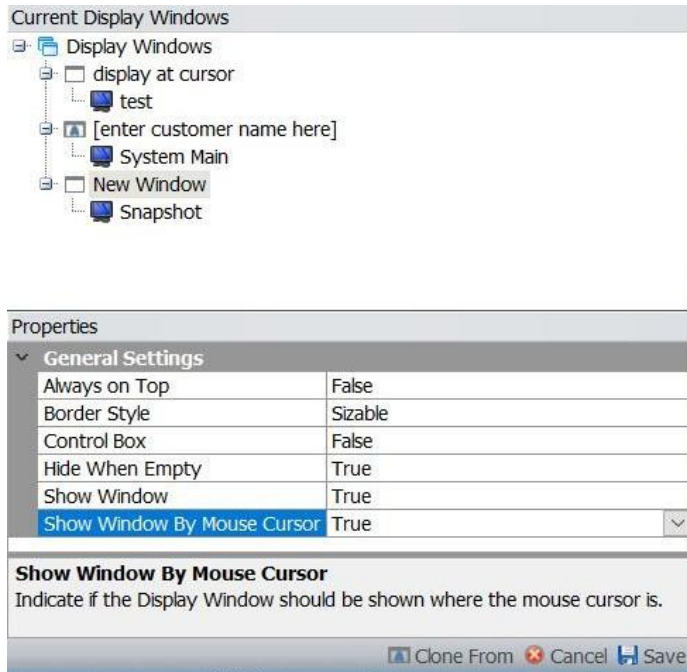 Current Display Windows
Display Windows
display at cursor
test
[enter customer name here]
System Main
New Window
Snapshot
Properties
General Settings
Always on Top False
Border Style Sizable
Control Box False
Hide When Empty True
Show Window True
Show Window By Mouse Cursor True
Show Window By Mouse Cursor
Indicate if the Display Window should be shown where the mouse cursor is.
Clone From Cancel Save